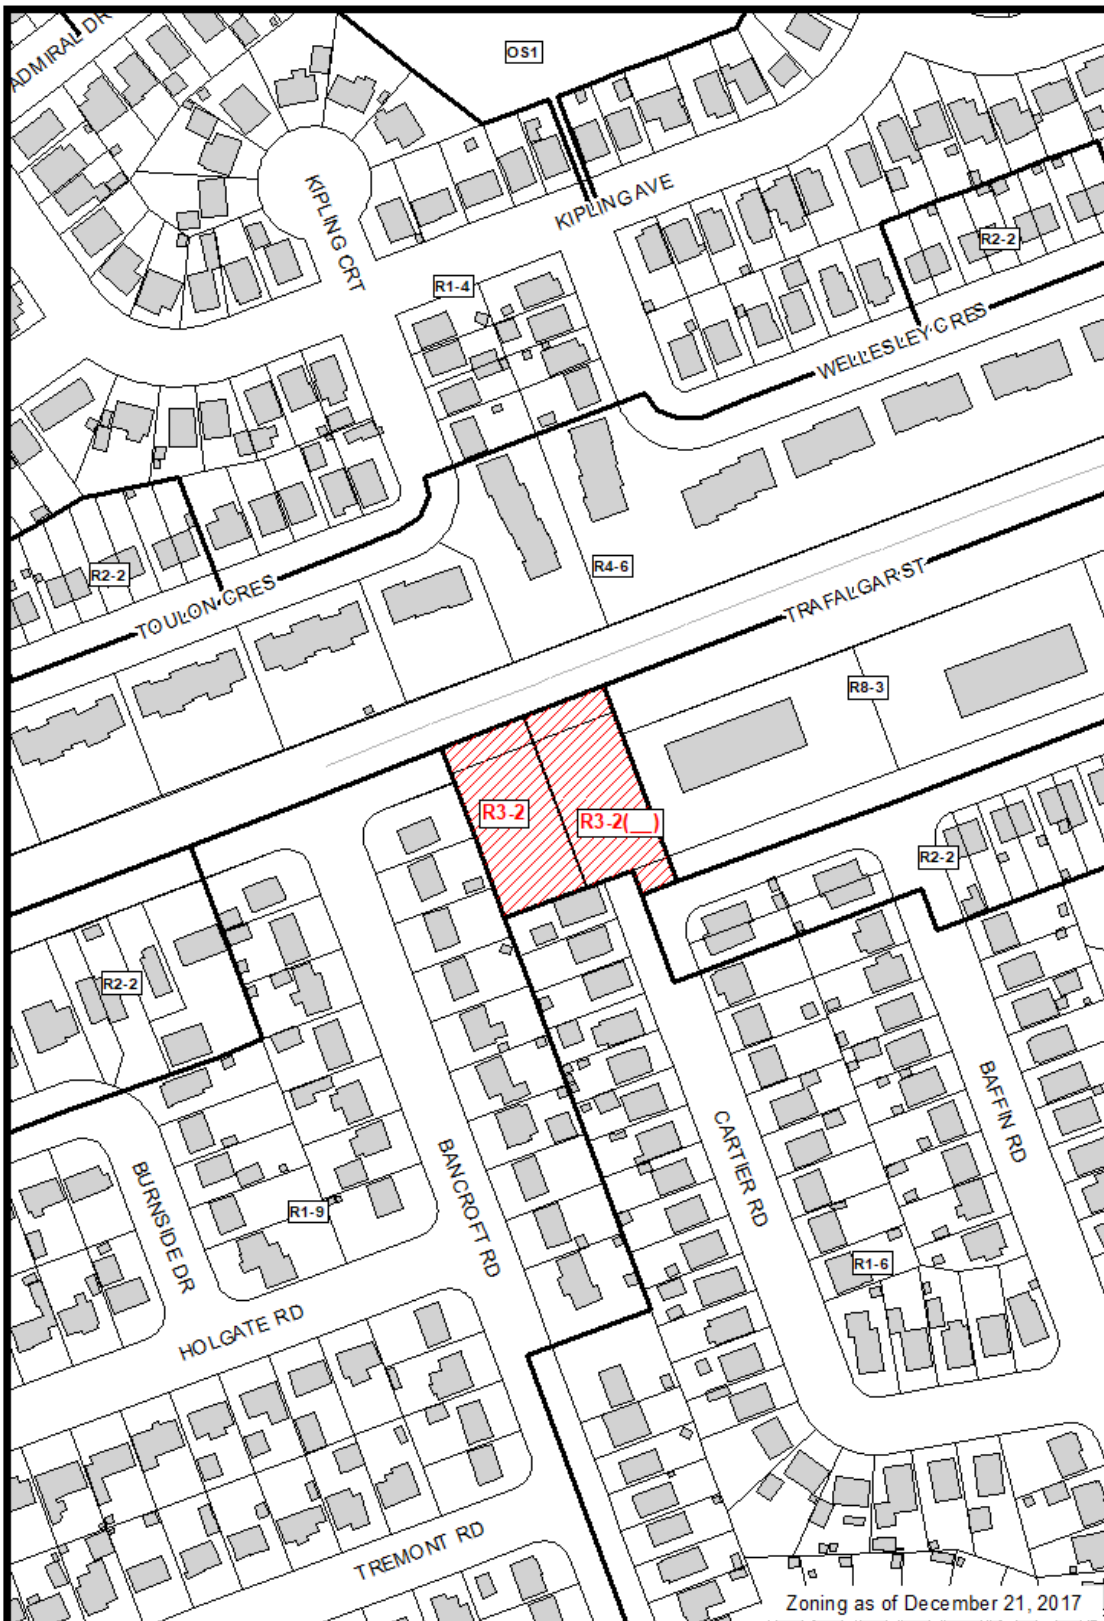 ADMIRAL DR
OS1
KIPLING CRT
KIPLING AVE
R2-2
R1-4
WELLESLEY CRES
R2-2
TOULON CRES
R4-6
TRAFALGAR ST
R8-3
R3-2
R3-2(__)
R2-2
R2-2
BURNSIDE DR
BANCROFT RD
CARTIER RD
BAFFIN RD
R1-9
R1-6
HOLGATE RD
TREMONT RD
Zoning as of December 21, 2017